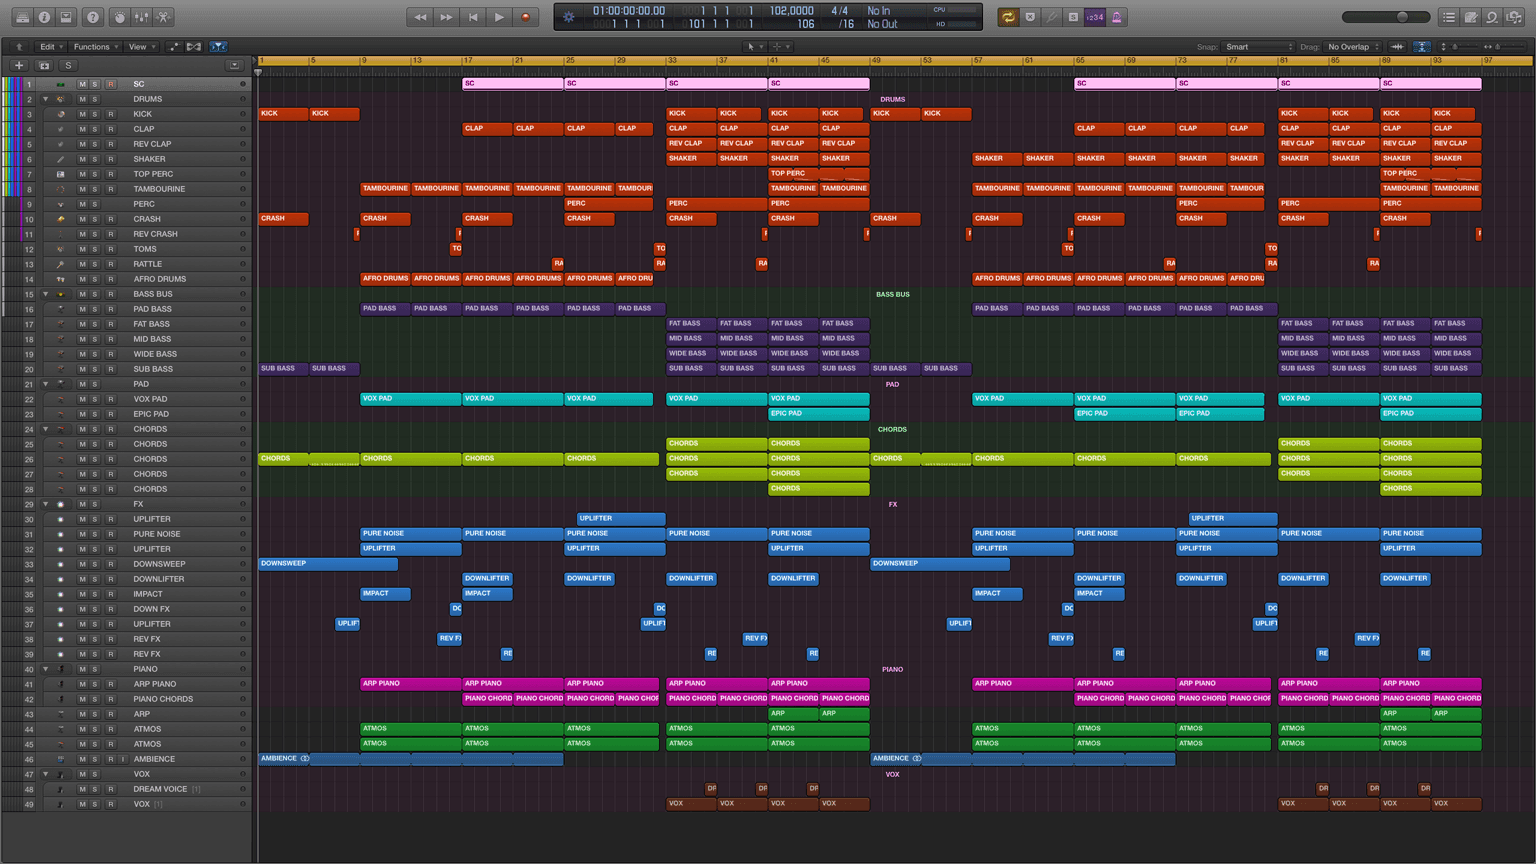 01:00:00:00.00 001 1 1 001 102,0000 4/4 No In CPU
1 1 1 001 101 1 1 001 106 /16 No Out HD
1234
Edit Functions View Snap: Smart Drag: No Overlap
S 1 5 9 13 17 21 25 29 33 37 41 45 49 53 57 61 65 69 73 77 81 85 89 93 97
1 M S R SC SC SC SC SC SC SC SC SC
2 M S DRUMS DRUMS
3 M S R KICK KICK KICK KICK KICK KICK KICK KICK KICK KICK KICK KICK KICK
4 M S R CLAP CLAP CLAP CLAP CLAP CLAP CLAP CLAP CLAP CLAP CLAP CLAP CLAP CLAP CLAP CLAP CLAP
5 M S R REV CLAP REV CLAP REV CLAP REV CLAP REV CLAP REV CLAP REV CLAP REV CLAP REV CLAP
6 M S R SHAKER SHAKER SHAKER SHAKER SHAKER SHAKER SHAKER SHAKER SHAKER SHAKER SHAKER SHAKER SHAKER SHAKER SHAKER
7 M S R TOP PERC TOP PERC TOP PERC
8 M S R TAMBOURINE TAMBOURINE TAMBOURINE TAMBOURINE TAMBOURINE TAMBOUR TAMBOURINE TAMBOURINE TAMBOURINE TAMBOURINE TAMBOURINE TAMBOURINE TAMBOURINE TAMBOUR TAMBOURINE TAMBOURINE
9 M S R PERC PERC PERC PERC PERC PERC PERC
10 M S R CRASH CRASH CRASH CRASH CRASH CRASH CRASH CRASH CRASH CRASH CRASH CRASH CRASH
11 M S R REV CRASH
12 M S R TOMS TO TO TO TO
13 M S R RATTLE RA RA RA RA RA RA
14 M S R AFRO DRUMS AFRO DRUMS AFRO DRUMS AFRO DRUMS AFRO DRUMS AFRO DRU AFRO DRUMS AFRO DRUMS AFRO DRUMS AFRO DRUMS AFRO DRUMS AFRO DRU
15 M S R BASS BUS BASS BUS
16 M S R PAD BASS PAD BASS PAD BASS PAD BASS PAD BASS PAD BASS PAD BASS PAD BASS PAD BASS PAD BASS PAD BASS PAD BASS
17 M S R FAT BASS FAT BASS FAT BASS FAT BASS FAT BASS FAT BASS FAT BASS FAT BASS FAT BASS
18 M S R MID BASS MID BASS MID BASS MID BASS MID BASS MID BASS MID BASS MID BASS MID BASS
19 M S R WIDE BASS WIDE BASS WIDE BASS WIDE BASS WIDE BASS WIDE BASS WIDE BASS WIDE BASS WIDE BASS
20 M S R SUB BASS SUB BASS SUB BASS SUB BASS SUB BASS SUB BASS SUB BASS SUB BASS SUB BASS SUB BASS SUB BASS SUB BASS SUB BASS
21 M S R PAD PAD
22 M S R VOX PAD VOX PAD VOX PAD VOX PAD VOX PAD VOX PAD VOX PAD VOX PAD VOX PAD VOX PAD VOX PAD
23 M S R EPIC PAD EPIC PAD EPIC PAD EPIC PAD EPIC PAD
24 M S R CHORDS CHORDS
25 M S R CHORDS CHORDS CHORDS CHORDS CHORDS
26 M S R CHORDS CHORDS CHORDS CHORDS CHORDS CHORDS CHORDS CHORDS CHORDS CHORDS CHORDS CHORDS CHORDS
27 M S R CHORDS CHORDS CHORDS CHORDS CHORDS
28 M S R CHORDS CHORDS CHORDS
29 M S FX FX
30 M S R UPLIFTER UPLIFTER UPLIFTER
31 M S R PURE NOISE PURE NOISE PURE NOISE PURE NOISE PURE NOISE PURE NOISE PURE NOISE PURE NOISE PURE NOISE PURE NOISE PURE NOISE
32 M S R UPLIFTER UPLIFTER UPLIFTER UPLIFTER UPLIFTER UPLIFTER UPLIFTER
33 M S R DOWNSWEEP DOWNSWEEP DOWNSWEEP
34 M S R DOWNLIFTER DOWNLIFTER DOWNLIFTER DOWNLIFTER DOWNLIFTER DOWNLIFTER DOWNLIFTER DOWNLIFTER DOWNLIFTER
35 M S R IMPACT IMPACT IMPACT IMPACT IMPACT
36 M S R DOWN FX DO DO DO DO
37 M S R UPLIFTER UPLIFT UPLIFT UPLIFT UPLIFT
38 M S R REV FX REV FX REV FX REV FX REV FX
39 M S R REV FX RE RE RE RE RE RE
40 M S PIANO PIANO
41 M S R ARP PIANO ARP PIANO ARP PIANO ARP PIANO ARP PIANO ARP PIANO ARP PIANO ARP PIANO ARP PIANO ARP PIANO ARP PIANO
42 M S R PIANO CHORDS PIANO CHORD PIANO CHORD PIANO CHORD PIANO CHOR PIANO CHORD PIANO CHORD PIANO CHORD PIANO CHORD PIANO CHORD PIANO CHORD PIANO CHORD PIANO CHOR PIANO CHORD PIANO CHORD PIANO CHORD PIANO CHORD
43 M S R ARP ARP ARP ARP ARP
44 M S R ATMOS ATMOS ATMOS ATMOS ATMOS ATMOS ATMOS ATMOS ATMOS ATMOS ATMOS
45 M S R ATMOS ATMOS ATMOS ATMOS ATMOS ATMOS ATMOS ATMOS ATMOS ATMOS ATMOS
46 M S R I AMBIENCE AMBIENCE AMBIENCE
47 M S VOX VOX
48 M S R DREAM VOICE [1] DR DR DR DR DR DR
49 M S R VOX [1] VOX VOX VOX VOX VOX VOX VOX VOX